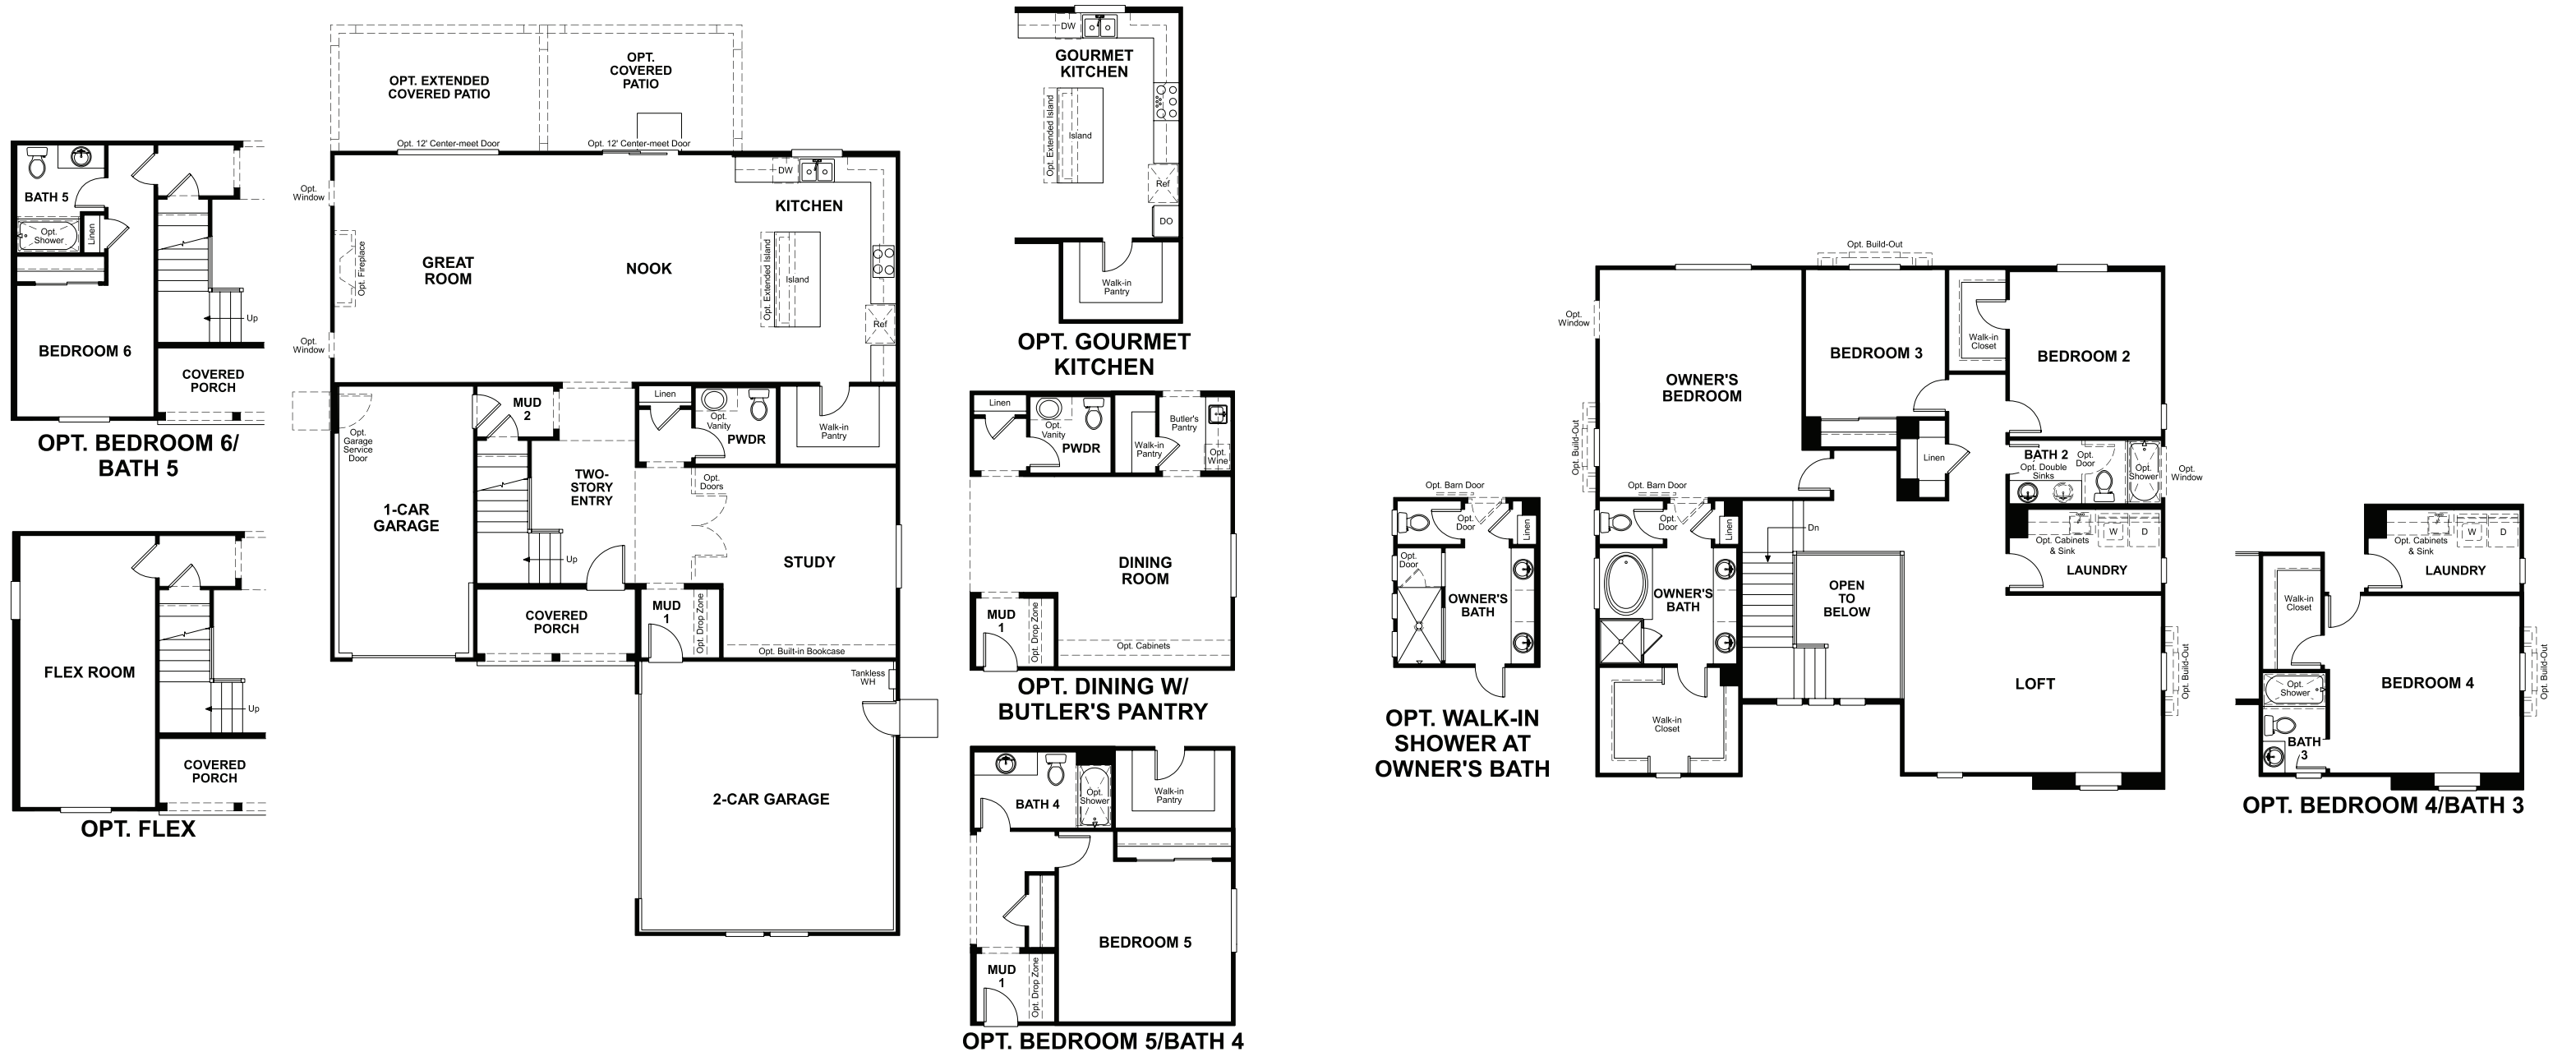 BATH 5
Opt.
Shower
Linen
BEDROOM 6
Up
COVERED
PORCH
OPT. BEDROOM 6/
BATH 5
FLEX ROOM
Up
COVERED
PORCH
OPT. FLEX
OPT. EXTENDED
COVERED PATIO
OPT.
COVERED
PATIO
Opt. 12' Center-meet Door
Opt. 12' Center-meet Door
Opt.
Window
Opt. Fireplace
Opt.
Window
GREAT
ROOM
NOOK
DW
KITCHEN
Opt. Extended Island
Island
Ref
Opt.
Garage
Service
Door
1-CAR
GARAGE
MUD
2
Linen
Opt.
Vanity
PWDR
Walk-in
Pantry
TWO-
STORY
ENTRY
Opt.
Doors
Up
STUDY
COVERED
PORCH
MUD
1
Opt. Drop Zone
Opt. Built-in Bookcase
Tankless
WH
2-CAR GARAGE
DW
GOURMET
KITCHEN
Opt. Extended Island
Island
Ref
DO
Walk-in
Pantry
OPT. GOURMET
KITCHEN
Linen
Opt.
Vanity
PWDR
Walk-in
Pantry
Butler's
Pantry
Opt.
Wine
DINING
ROOM
MUD
1
Opt. Drop Zone
Opt. Cabinets
OPT. DINING W/
BUTLER'S PANTRY
BATH 4
Opt.
Shower
Walk-in
Pantry
BEDROOM 5
MUD
1
Opt. Drop Zone
OPT. BEDROOM 5/BATH 4
Opt. Barn Door
Opt.
Door
Linen
Opt.
Door
OWNER'S
BATH
OPT. WALK-IN
SHOWER AT
OWNER'S BATH
Opt. Build-Out
Opt.
Window
Opt. Build-Out
OWNER'S
BEDROOM
BEDROOM 3
Walk-in
Closet
BEDROOM 2
Linen
BATH 2
Opt. Double
Sinks
Opt.
Door
Opt.
Shower
Opt.
Window
Opt. Barn Door
Opt.
Door
Linen
OWNER'S
BATH
Dn
OPEN
TO
BELOW
Opt. Cabinets
& Sink
W
D
LAUNDRY
Walk-in
Closet
LOFT
Opt. Build-Out
Opt. Cabinets
& Sink
W
D
LAUNDRY
Walk-in
Closet
Opt.
Shower
BATH
3
BEDROOM 4
Opt. Build-Out
OPT. BEDROOM 4/BATH 3